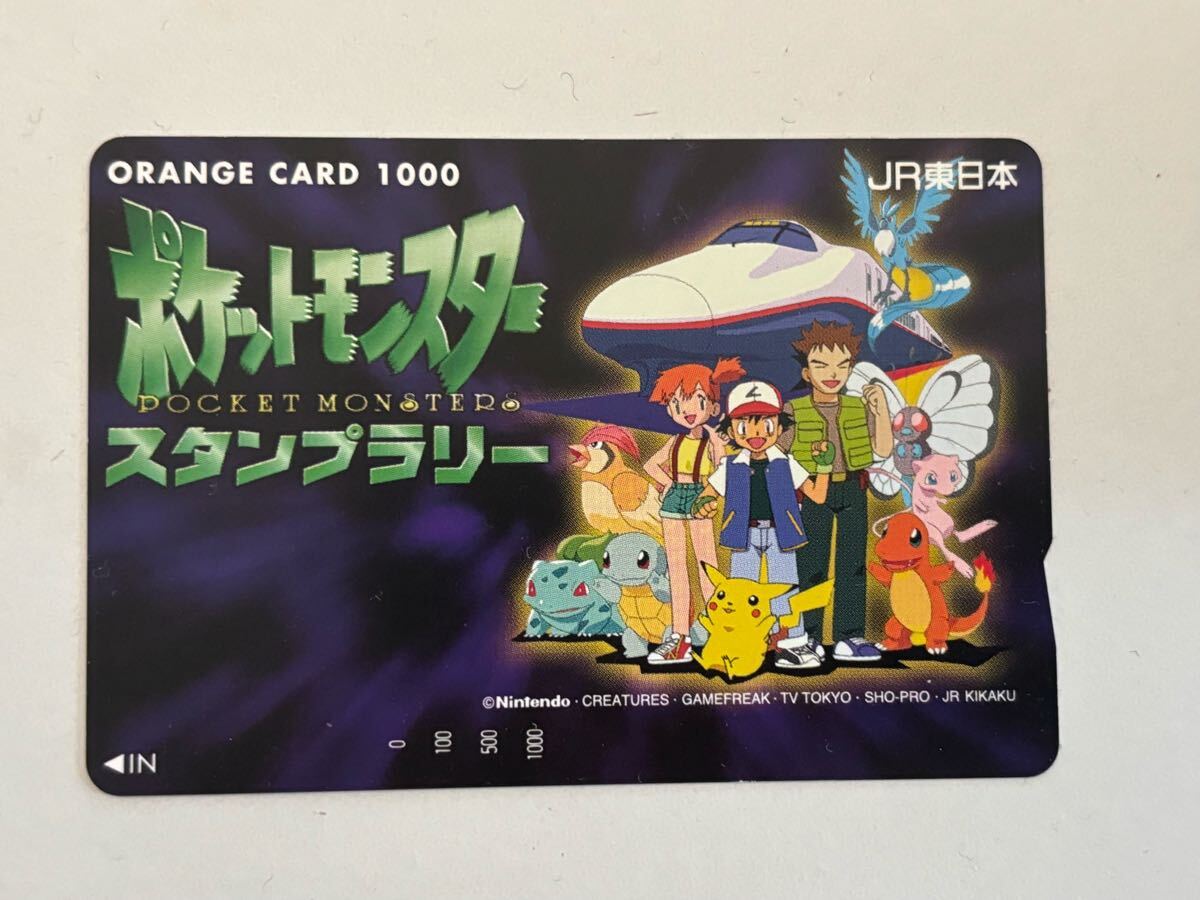 ORANGE CARD 1000
JR東日本
ポケットモンスター
POCKET MONSTERS
スタンプラリー
©Nintendo・CREATURES・GAMEFREAK・TV TOKYO・SHO-PRO・JR KIKAKU
0 100 500 1000
◀IN